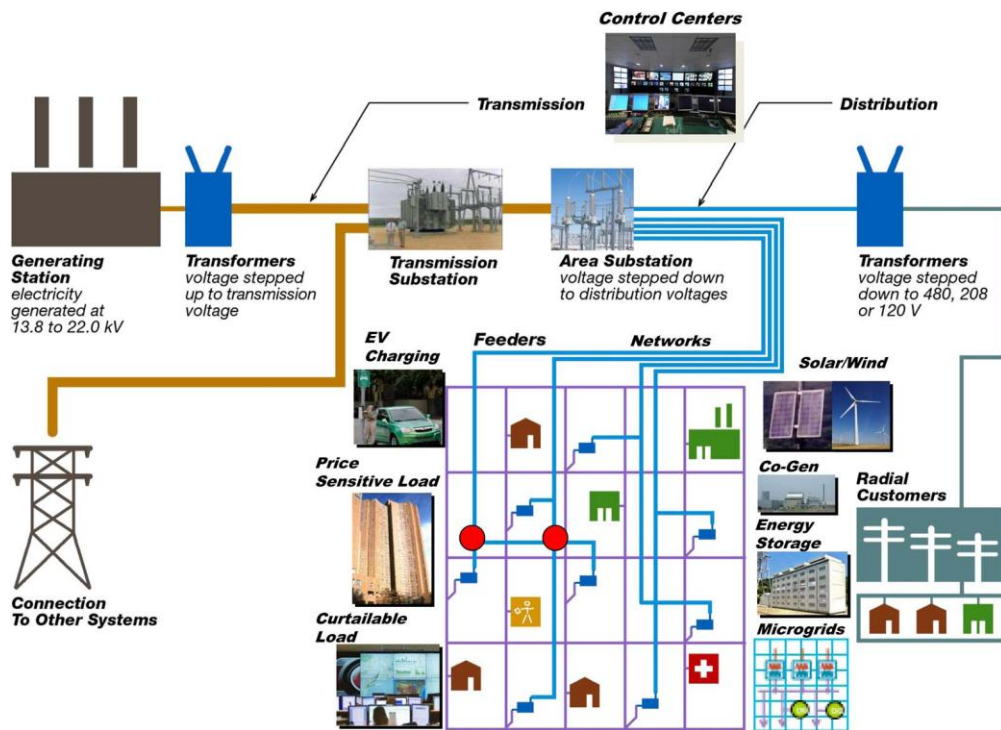 Control Centers
Transmission
Distribution
Generating
Station
electricity
generated at
13.8 to 22.0 kV
Transformers
voltage stepped
up to transmission
voltage
Transmission
Substation
Area Substation
voltage stepped down
to distribution voltages
Transformers
voltage stepped
down to 480, 208
or 120 V
EV
Charging
Feeders
Networks
Solar/Wind
Price
Sensitive Load
Co-Gen
Radial
Customers
Energy
Storage
Connection
To Other Systems
Curtailable
Load
Microgrids